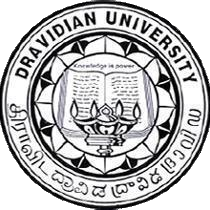 DRAVIDIAN UNIVERSITY
Knowledge is power
திராவிட ద్రావిడ ದ್ರಾವಿಡ ദ്രാവിഡ